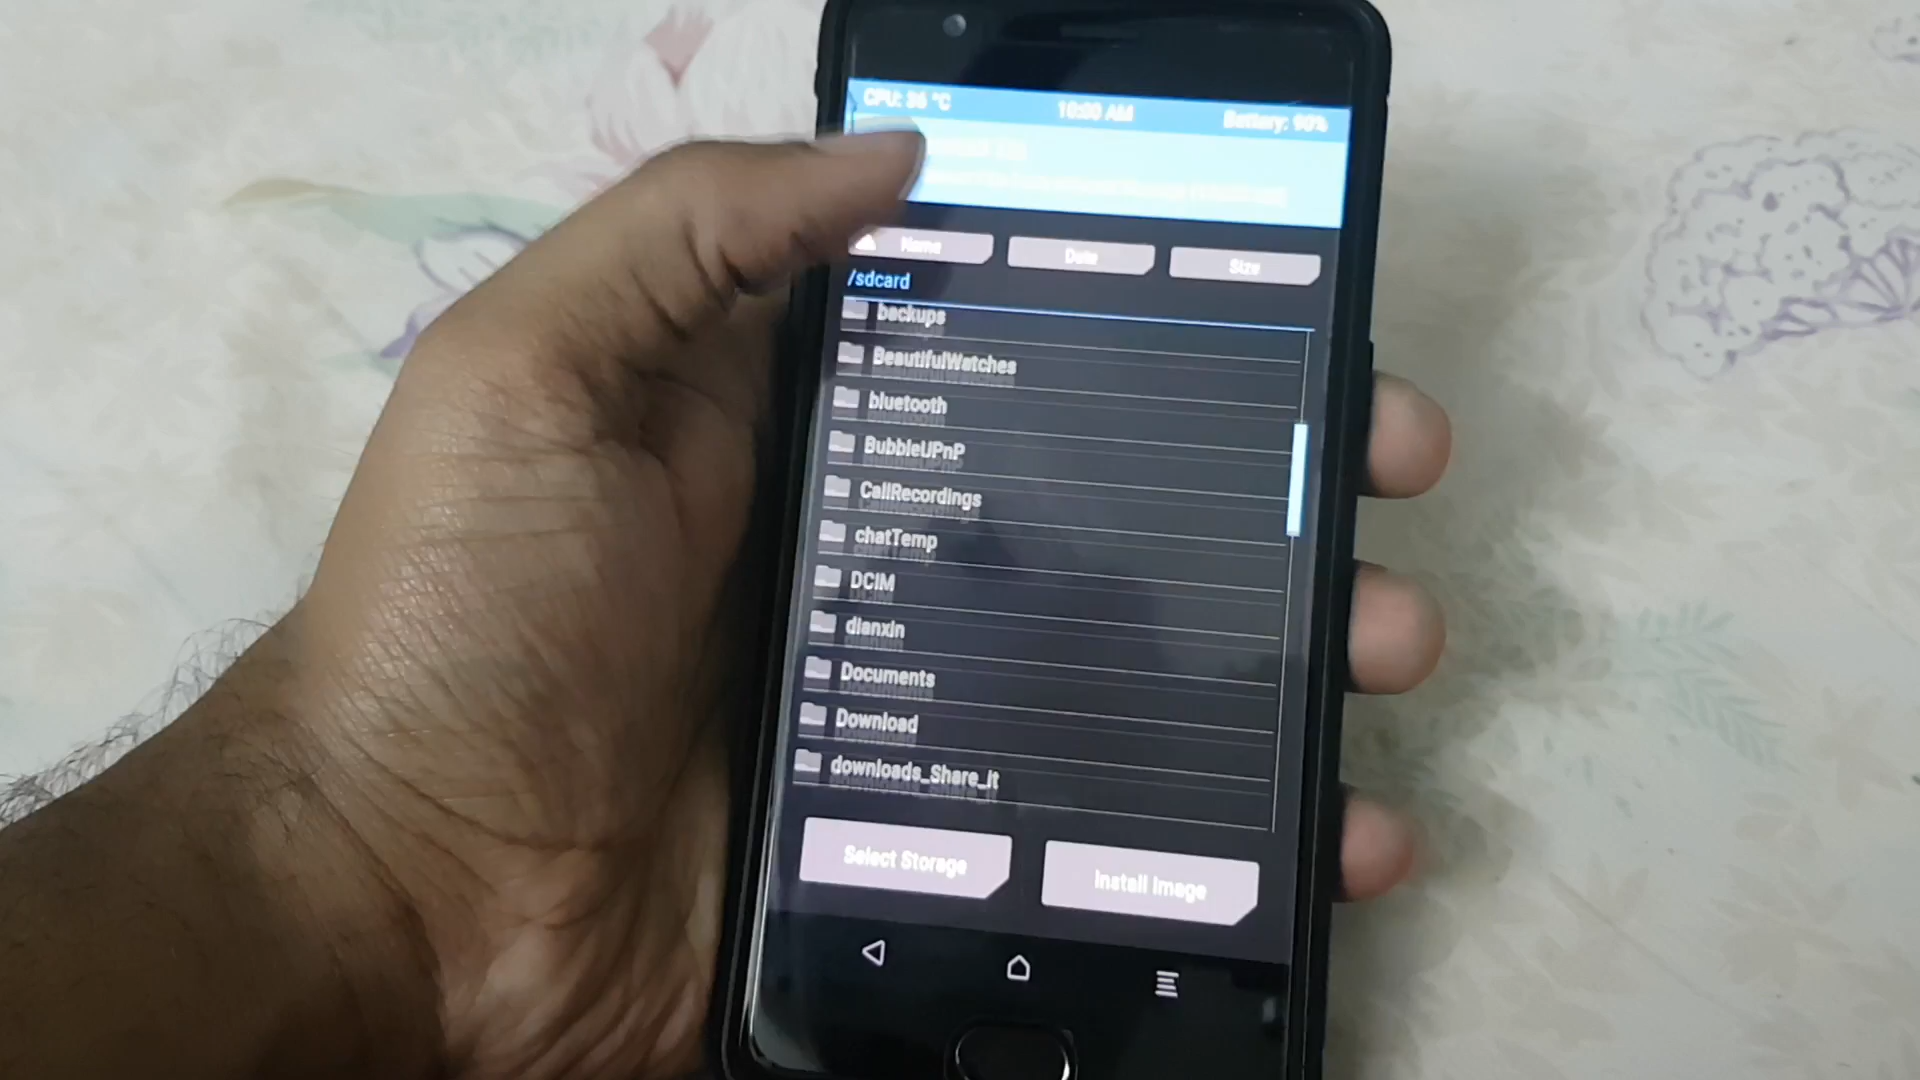 CPU: 36 °C 10:00 AM Battery: 90%
Name Date Size
/sdcard
backups
BeautifulWatches
bluetooth
BubbleUPnP
CallRecordings
chatTemp
DCIM
dianxin
Documents
Download
downloads_Share_it
Select Storage Install Image